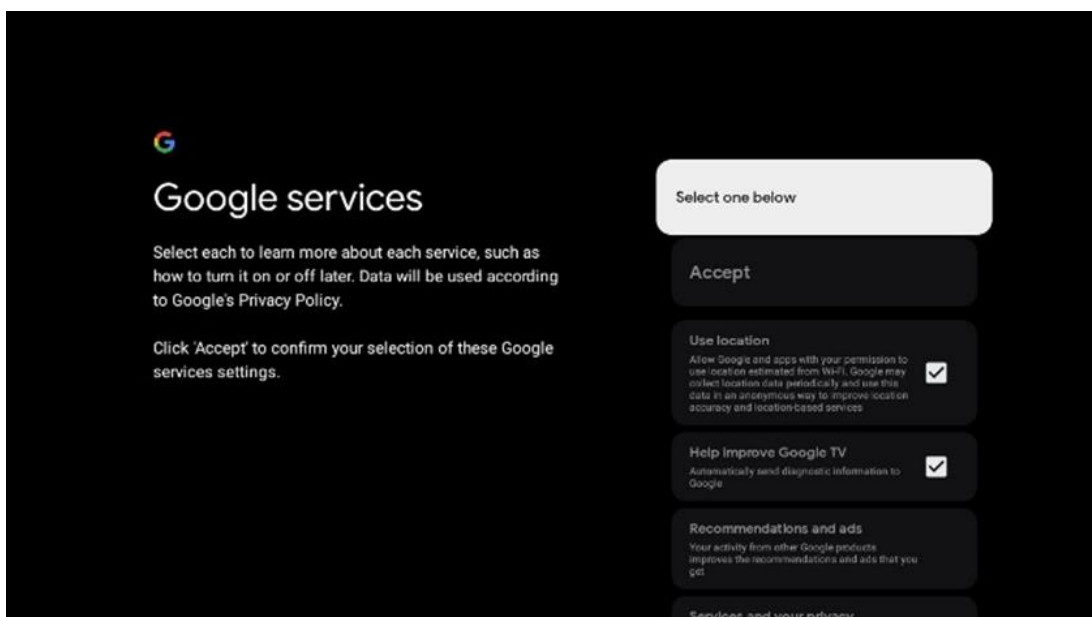 Google services
Select each to learn more about each service, such as
how to turn it on or off later. Data will be used according
to Google's Privacy Policy.
Click 'Accept' to confirm your selection of these Google
services settings.
Select one below
Accept
Use location
Allow Google and apps with your permission to
use location estimated from Wi-Fi. Google may
collect location data periodically and use this
data in an anonymous way to improve location
accuracy and location-based services
Help improve Google TV
Automatically send diagnostic information to
Google
Recommendations and ads
Your activity from other Google products
improves the recommendations and ads that you
get
Services and your privacy